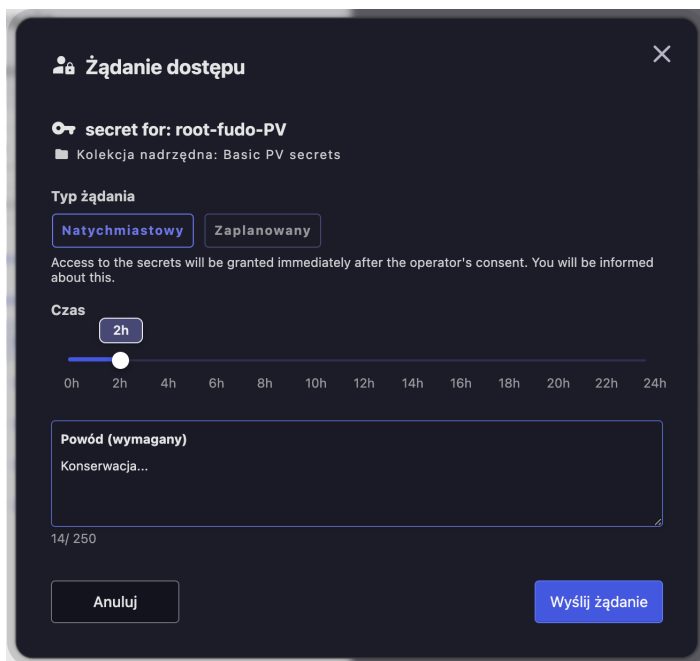 Żądanie dostępu
secret for: root-fudo-PV
Kolekcja nadrzędna: Basic PV secrets
Typ żądania
Natychmiastowy Zaplanowany
Access to the secrets will be granted immediately after the operator's consent. You will be informed
about this.
Czas
2h
0h 2h 4h 6h 8h 10h 12h 14h 16h 18h 20h 22h 24h
Powód (wymagany)
Konserwacja...
14/ 250
Anuluj Wyślij żądanie